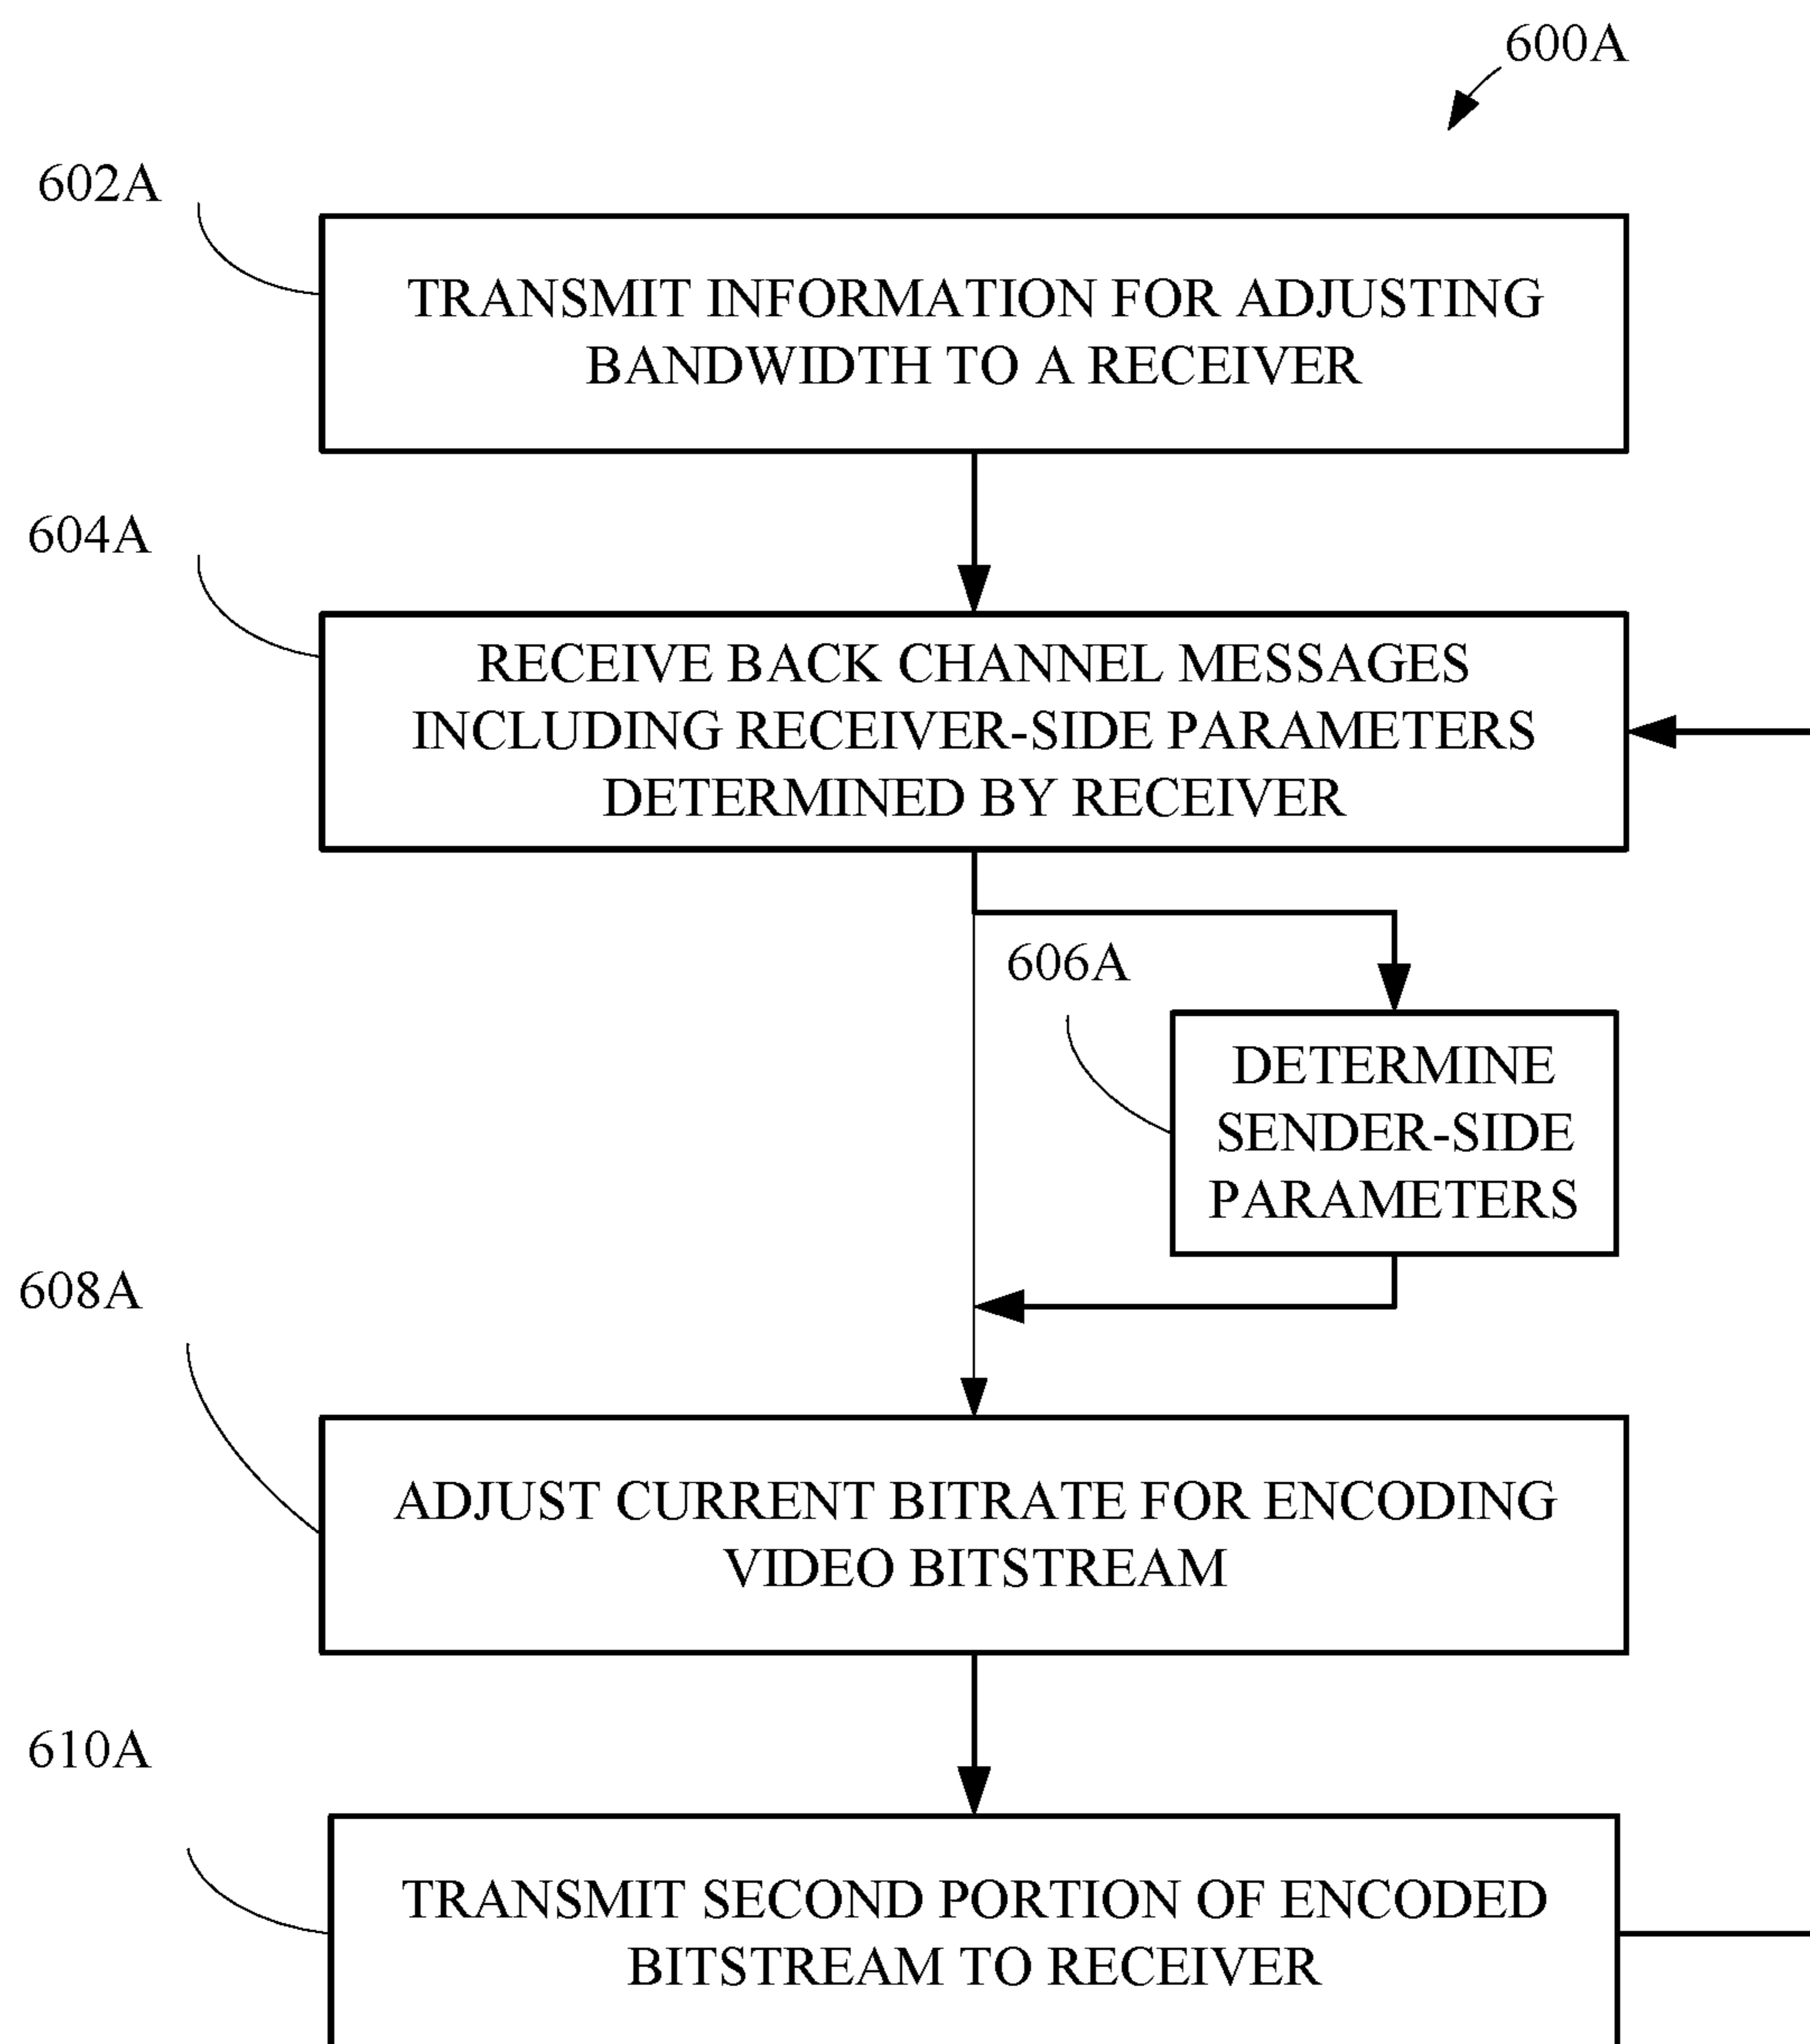 600A
602A
TRANSMIT INFORMATION FOR ADJUSTING
BANDWIDTH TO A RECEIVER
604A
RECEIVE BACK CHANNEL MESSAGES
INCLUDING RECEIVER-SIDE PARAMETERS
DETERMINED BY RECEIVER
606A
DETERMINE
SENDER-SIDE
PARAMETERS
608A
ADJUST CURRENT BITRATE FOR ENCODING
VIDEO BITSTREAM
610A
TRANSMIT SECOND PORTION OF ENCODED
BITSTREAM TO RECEIVER